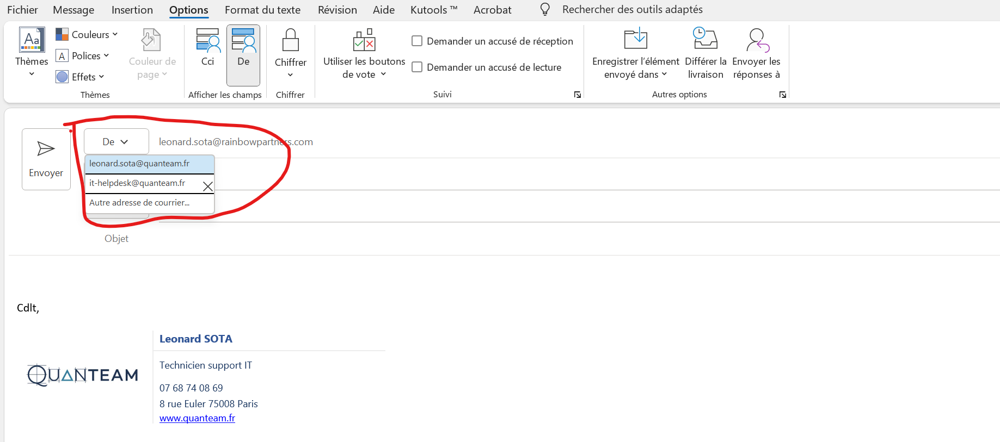 Fichier Message Insertion Options Format du texte Révision Aide Kutools ™ Acrobat Rechercher des outils adaptés
Aa
Thèmes
Couleurs
A Polices
Effets
Couleur de
page
Thèmes
Cci
De
Afficher les champs
Chiffrer
Chiffrer
Utiliser les boutons
de vote
Demander un accusé de réception
Demander un accusé de lecture
Suivi
Enregistrer l’élément
envoyé dans
Différer la
livraison
Envoyer les
réponses à
Autres options
Envoyer
De leonard.sota@rainbowpartners.com
leonard.sota@quanteam.fr
it-helpdesk@quanteam.fr
Autre adresse de courrier...
Objet
Cdlt,
QUANTEAM
Leonard SOTA
Technicien support IT
07 68 74 08 69
8 rue Euler 75008 Paris
www.quanteam.fr